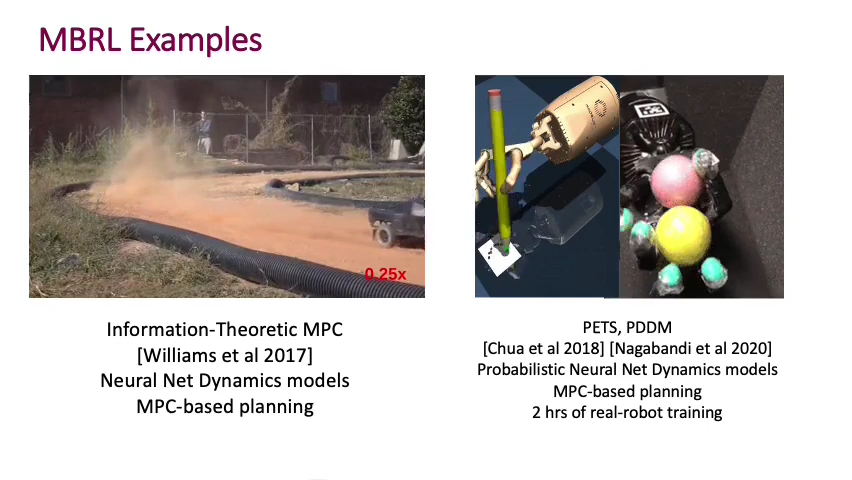 MBRL Examples
0.25x
Information-Theoretic MPC
[Williams et al 2017]
Neural Net Dynamics models
MPC-based planning
PETS, PDDM
[Chua et al 2018] [Nagabandi et al 2020]
Probabilistic Neural Net Dynamics models
MPC-based planning
2 hrs of real-robot training